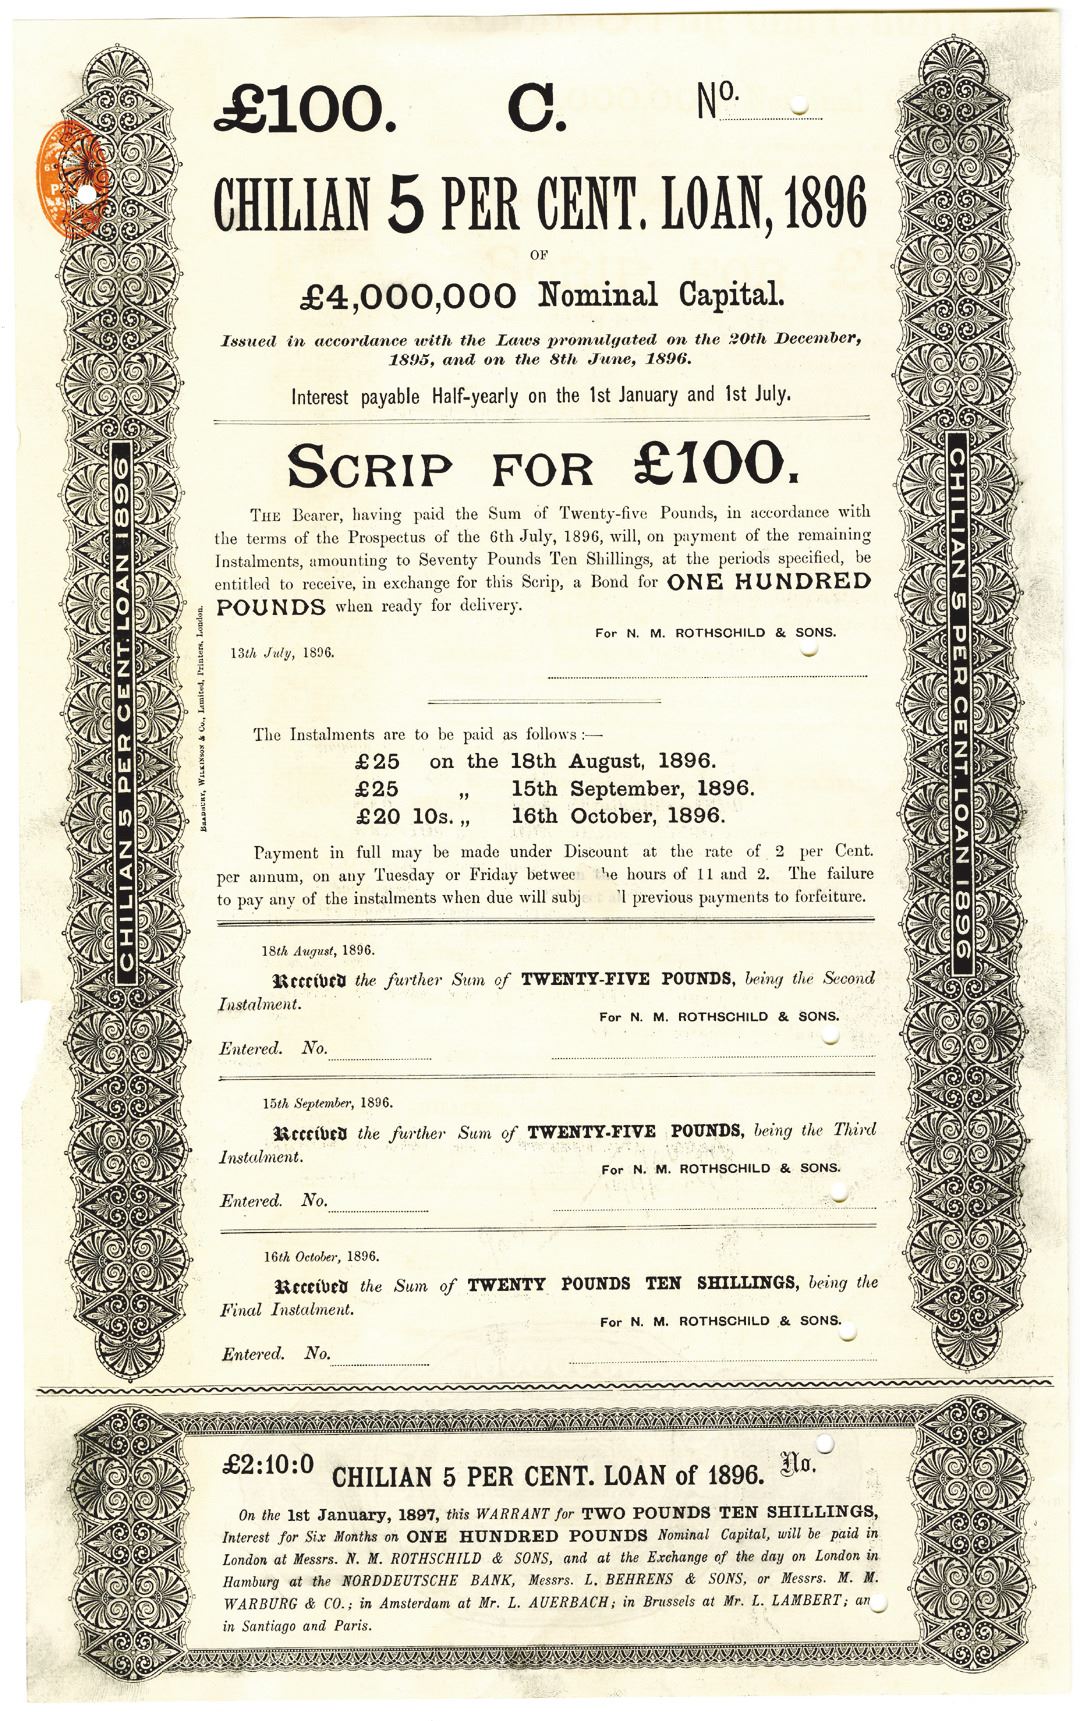 £100. C. No.
CHILIAN 5 PER CENT. LOAN, 1896
OF
£4,000,000 Nominal Capital.
Issued in accordance with the Laws promulgated on the 20th December,
1895, and on the 8th June, 1896.
Interest payable Half-yearly on the 1st January and 1st July.
SCRIP FOR £100.
THE Bearer, having paid the Sum of Twenty-five Pounds, in accordance with
the terms of the Prospectus of the 6th July, 1896, will, on payment of the remaining
Instalments, amounting to Seventy Pounds Ten Shillings, at the periods specified, be
entitled to receive, in exchange for this Scrip, a Bond for ONE HUNDRED
POUNDS when ready for delivery.
For N. M. ROTHSCHILD & SONS.
13th July, 1896.
The Instalments are to be paid as follows:—
£25 on the 18th August, 1896.
£25 „ 15th September, 1896.
£20 10s. „ 16th October, 1896.
Payment in full may be made under Discount at the rate of 2 per Cent.
per annum, on any Tuesday or Friday between the hours of 11 and 2. The failure
to pay any of the instalments when due will subj all previous payments to forfeiture.
18th August, 1896.
Received the further Sum of TWENTY-FIVE POUNDS, being the Second
Instalment.
For N. M. ROTHSCHILD & SONS.
Entered. No.
15th September, 1896.
Received the further Sum of TWENTY-FIVE POUNDS, being the Third
Instalment.
For N. M. ROTHSCHILD & SONS.
Entered. No.
16th October, 1896.
Received the Sum of TWENTY POUNDS TEN SHILLINGS, being the
Final Instalment.
For N. M. ROTHSCHILD & SONS.
Entered. No.
£2:10:0 CHILIAN 5 PER CENT. LOAN of 1896. No.
On the 1st January, 1897, this WARRANT for TWO POUNDS TEN SHILLINGS,
Interest for Six Months on ONE HUNDRED POUNDS Nominal Capital, will be paid in
London at Messrs. N. M. ROTHSCHILD & SONS, and at the Exchange of the day on London in
Hamburg at the NORDDEUTSCHE BANK, Messrs. L. BEHRENS & SONS, or Messrs. M. M.
WARBURG & CO.; in Amsterdam at Mr. L. AUERBACH; in Brussels at Mr. L. LAMBERT; an
in Santiago and Paris.
CHILIAN 5 PER CENT. LOAN 1896
BRADBURY, WILKINSON & Co., Limited, Printers, London.
CHILIAN 5 PER CENT. LOAN 1896